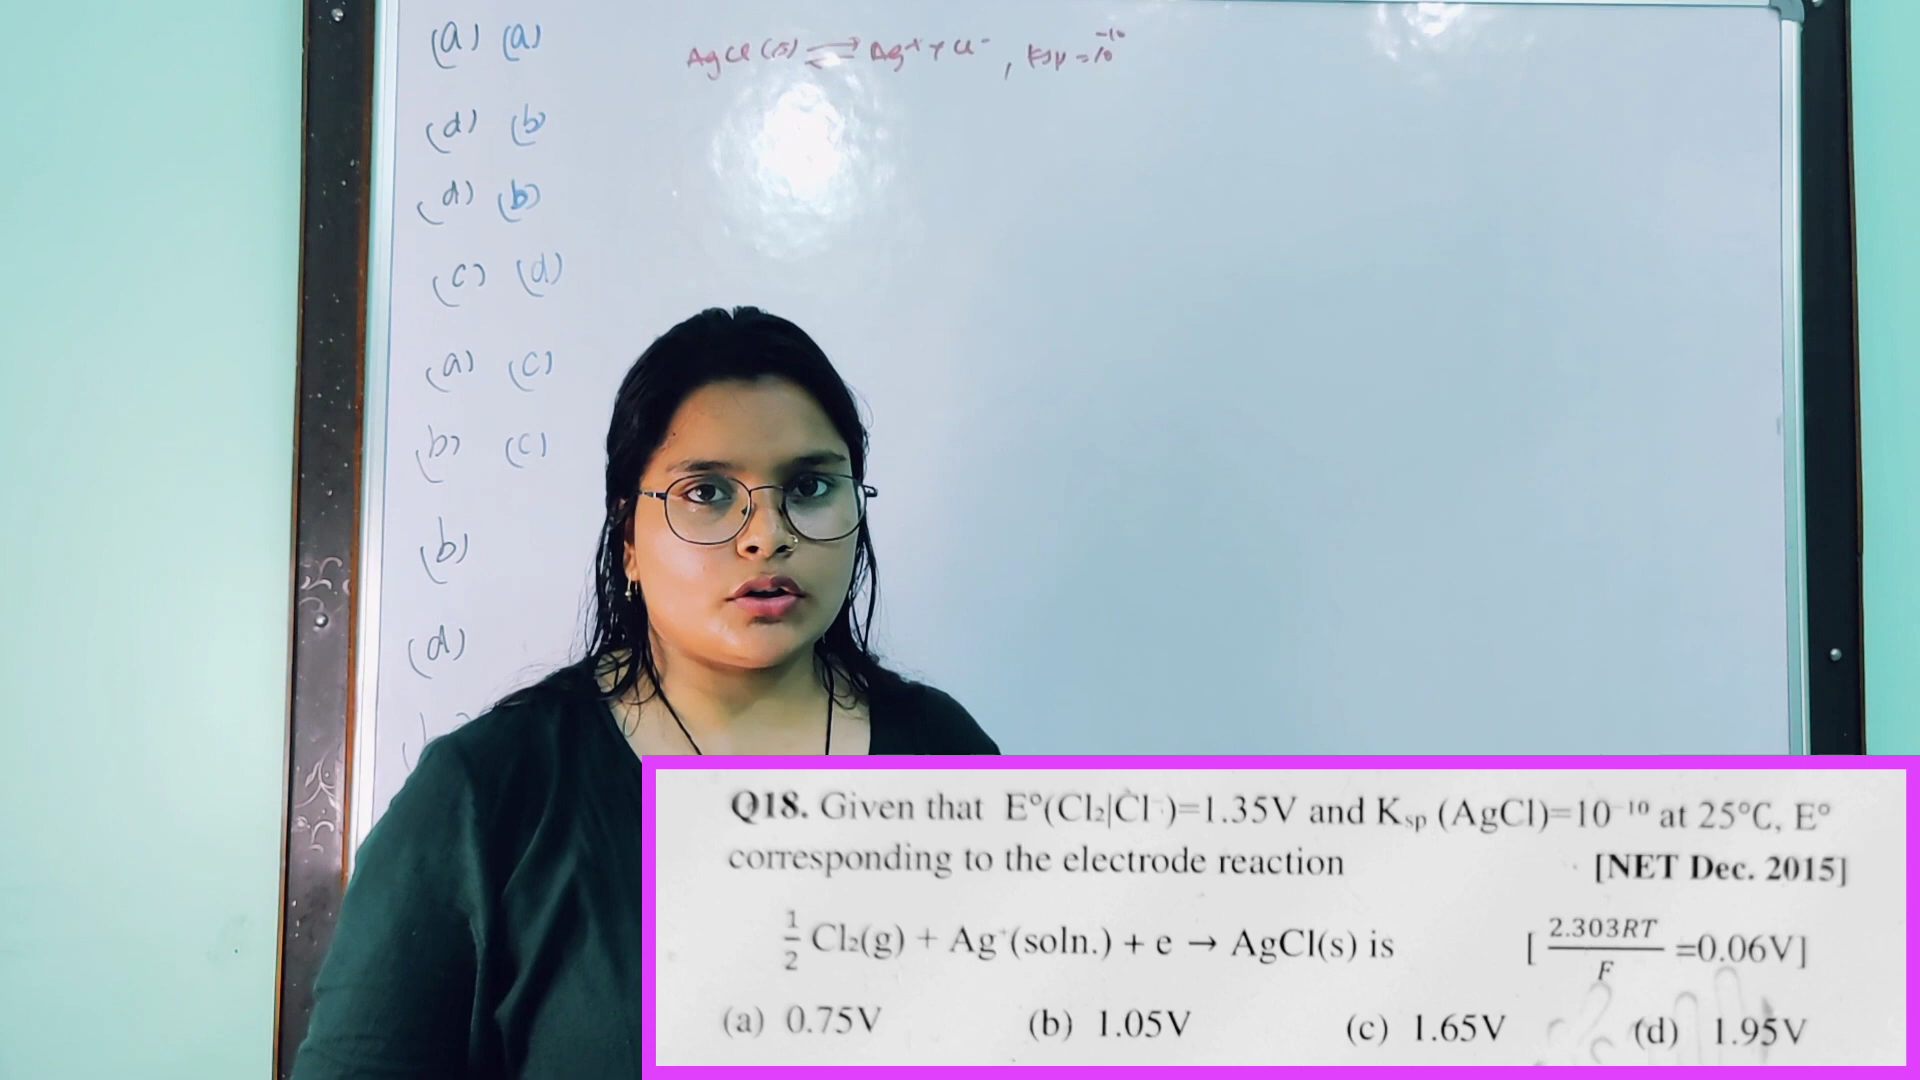 (a) (a)
AgCl(s) ⇌ Ag⁺ + Cl⁻, Ksp = 10⁻¹⁰
(d) (b)
(d) (b)
(c) (d)
(a) (c)
(b) (c)
(b)
(d)
Q18. Given that E°(Cl₂|Cl⁻)=1.35V and Kₛₚ (AgCl)=10⁻¹⁰ at 25°C, E°
corresponding to the electrode reaction [NET Dec. 2015]
½ Cl₂(g) + Ag⁺(soln.) + e → AgCl(s) is [ 2.303RT/F =0.06V]
(a) 0.75V (b) 1.05V (c) 1.65V (d) 1.95V